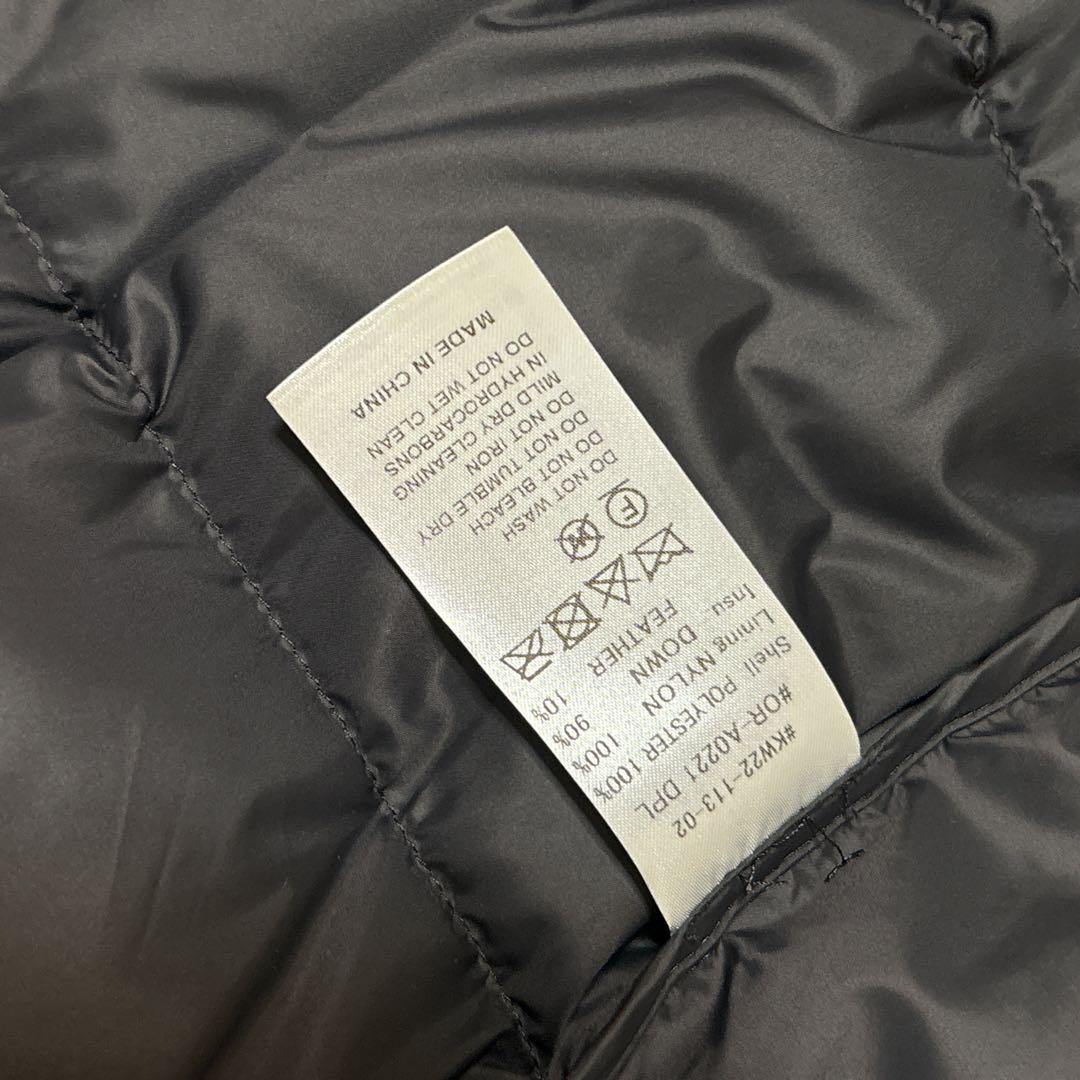 #KW22-113-02
#OR-A0221 DPL
Shell POLYESTER 100%
Lining NYLON 100%
Insu DOWN 90%
FEATHER 10%
F
W
DO NOT WASH
DO NOT BLEACH
DO NOT TUMBLE DRY
DO NOT IRON
MILD DRY CLEANING
IN HYDROCARBONS
DO NOT WET CLEAN
MADE IN CHINA